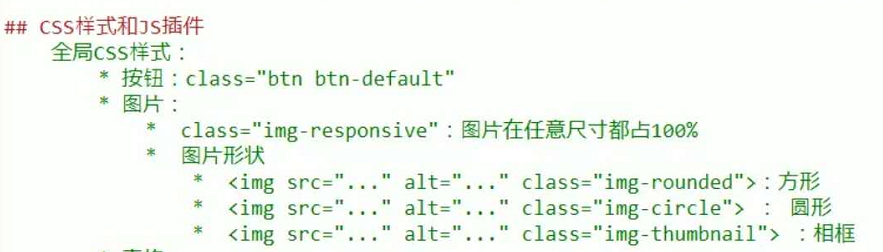 ## CSS样式和JS插件
全局CSS样式：
* 按钮：class="btn btn-default"
* 图片：
* class="img-responsive"：图片在任意尺寸都占100%
* 图片形状
* <img src="..." alt="..." class="img-rounded">：方形
* <img src="..." alt="..." class="img-circle"> ： 圆形
* <img src="..." alt="..." class="img-thumbnail"> ：相框